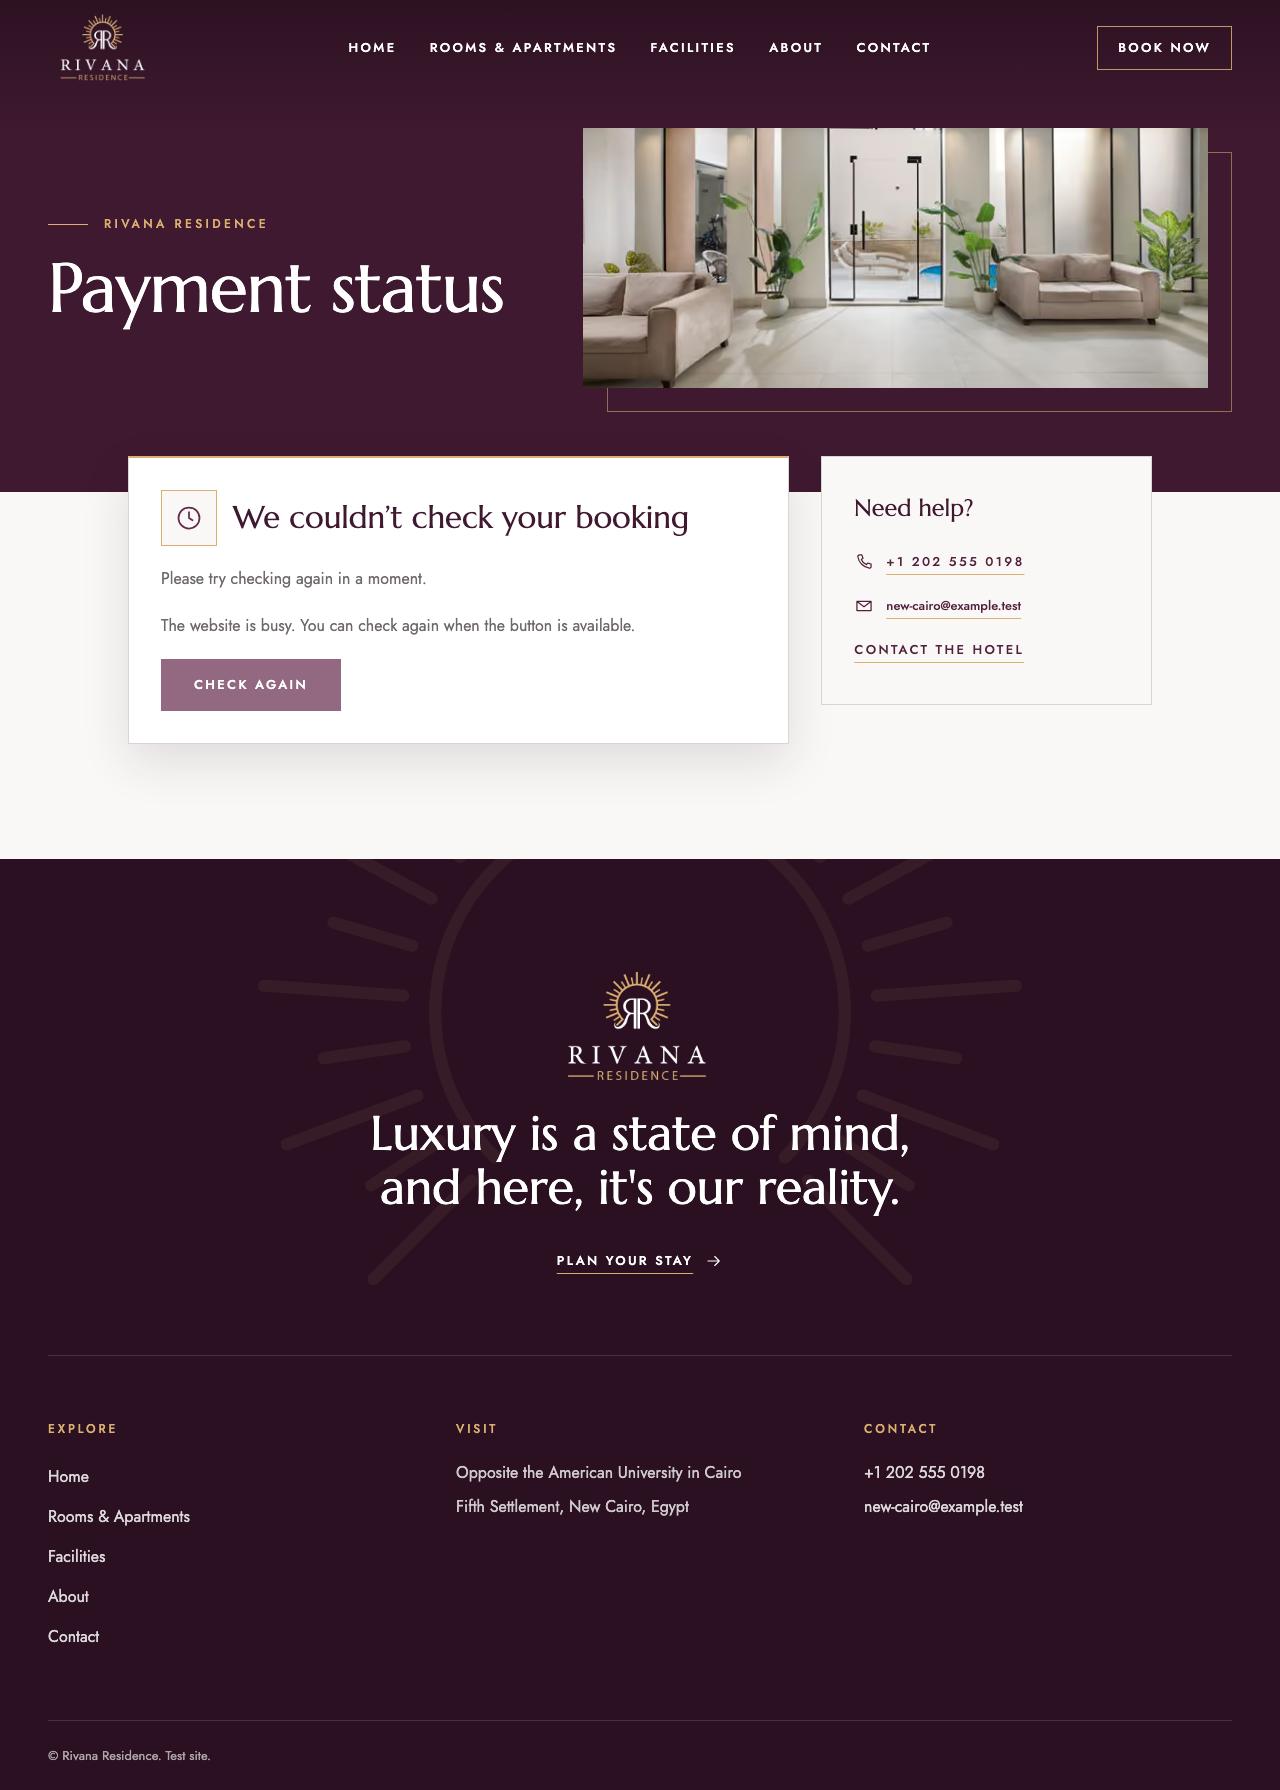 RIVANA
RESIDENCE
HOME
ROOMS & APARTMENTS
FACILITIES
ABOUT
CONTACT
BOOK NOW
RIVANA RESIDENCE
Payment status
We couldn’t check your booking
Please try checking again in a moment.
The website is busy. You can check again when the button is available.
CHECK AGAIN
Need help?
+1 202 555 0198
new-cairo@example.test
CONTACT THE HOTEL
RIVANA
RESIDENCE
Luxury is a state of mind,
and here, it's our reality.
PLAN YOUR STAY
EXPLORE
Home
Rooms & Apartments
Facilities
About
Contact
VISIT
Opposite the American University in Cairo
Fifth Settlement, New Cairo, Egypt
CONTACT
+1 202 555 0198
new-cairo@example.test
© Rivana Residence. Test site.